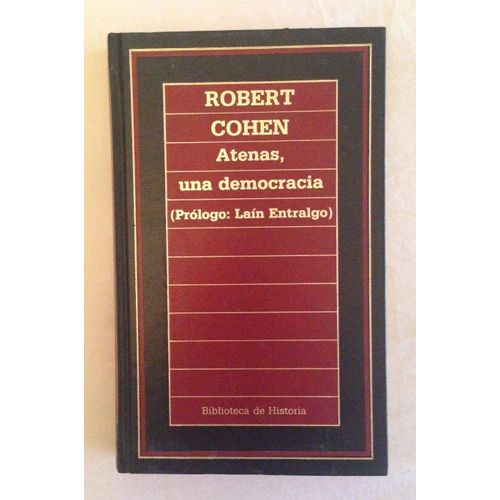 ROBERT
COHEN
Atenas,
una democracia
(Prólogo: Laín Entralgo)
Biblioteca de Historia